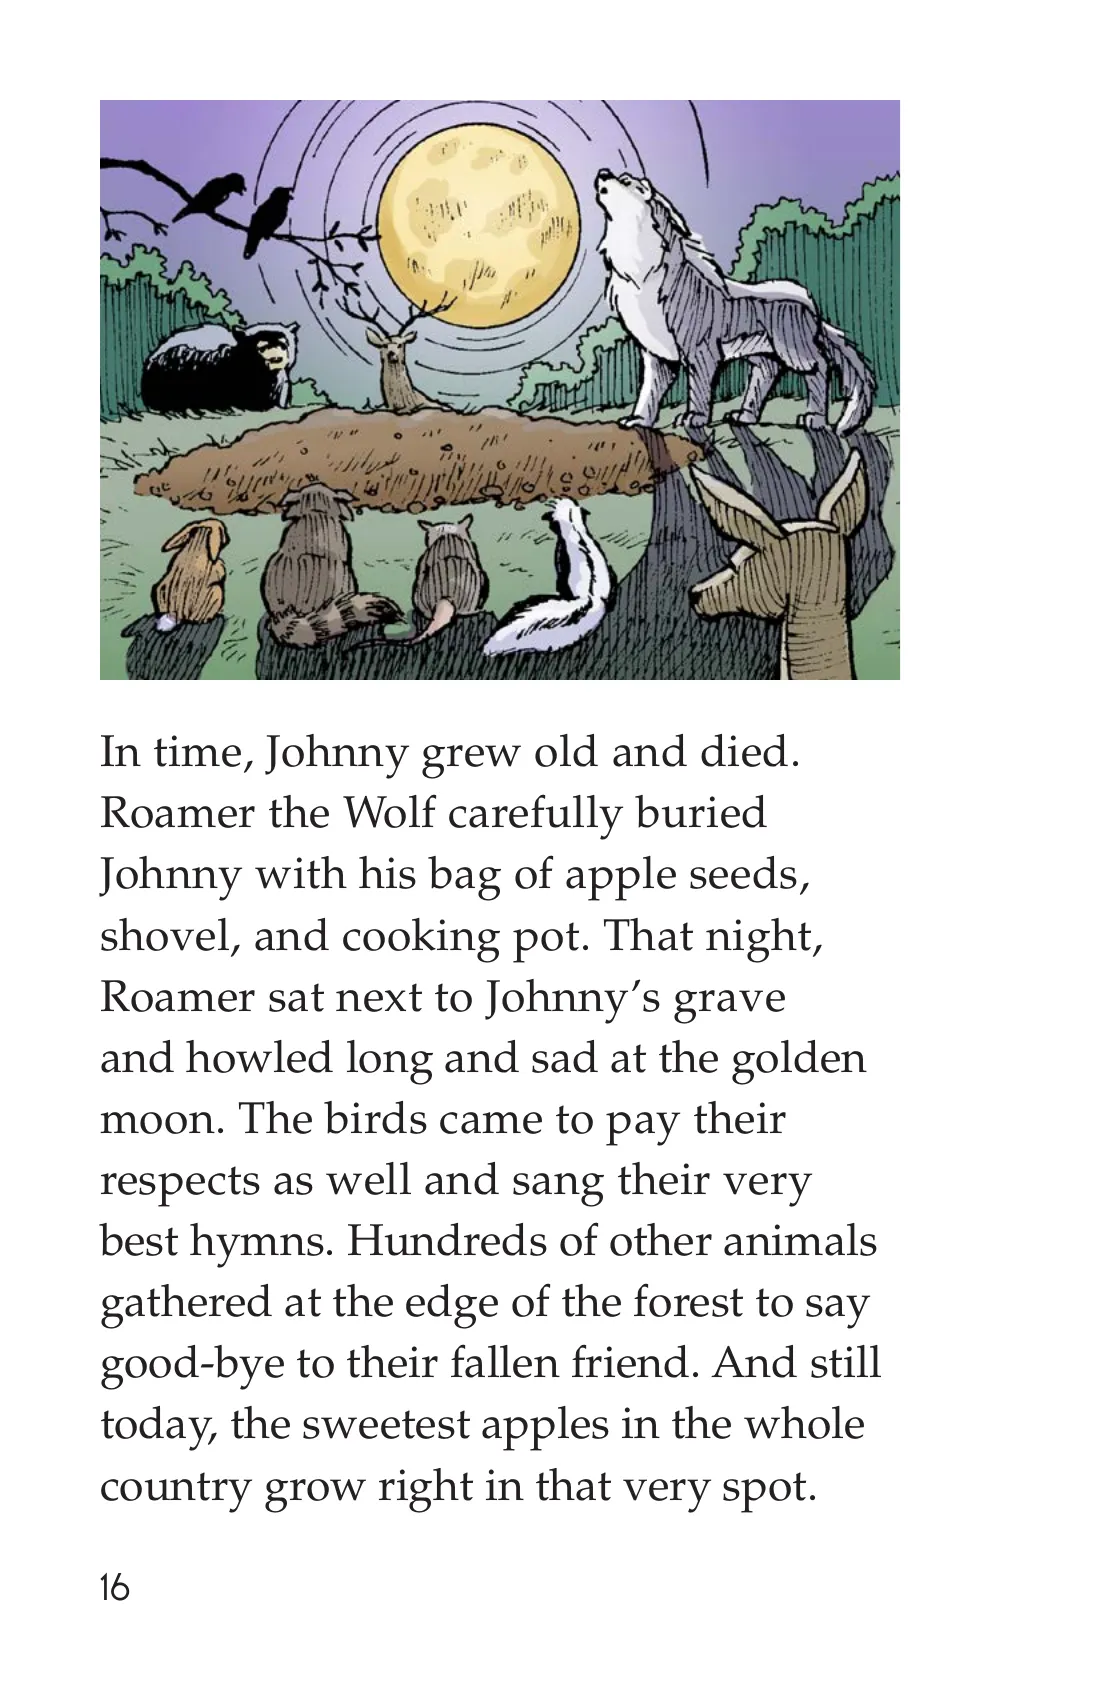 In time, Johnny grew old and died.
Roamer the Wolf carefully buried
Johnny with his bag of apple seeds,
shovel, and cooking pot. That night,
Roamer sat next to Johnny’s grave
and howled long and sad at the golden
moon. The birds came to pay their
respects as well and sang their very
best hymns. Hundreds of other animals
gathered at the edge of the forest to say
good-bye to their fallen friend. And still
today, the sweetest apples in the whole
country grow right in that very spot.
16